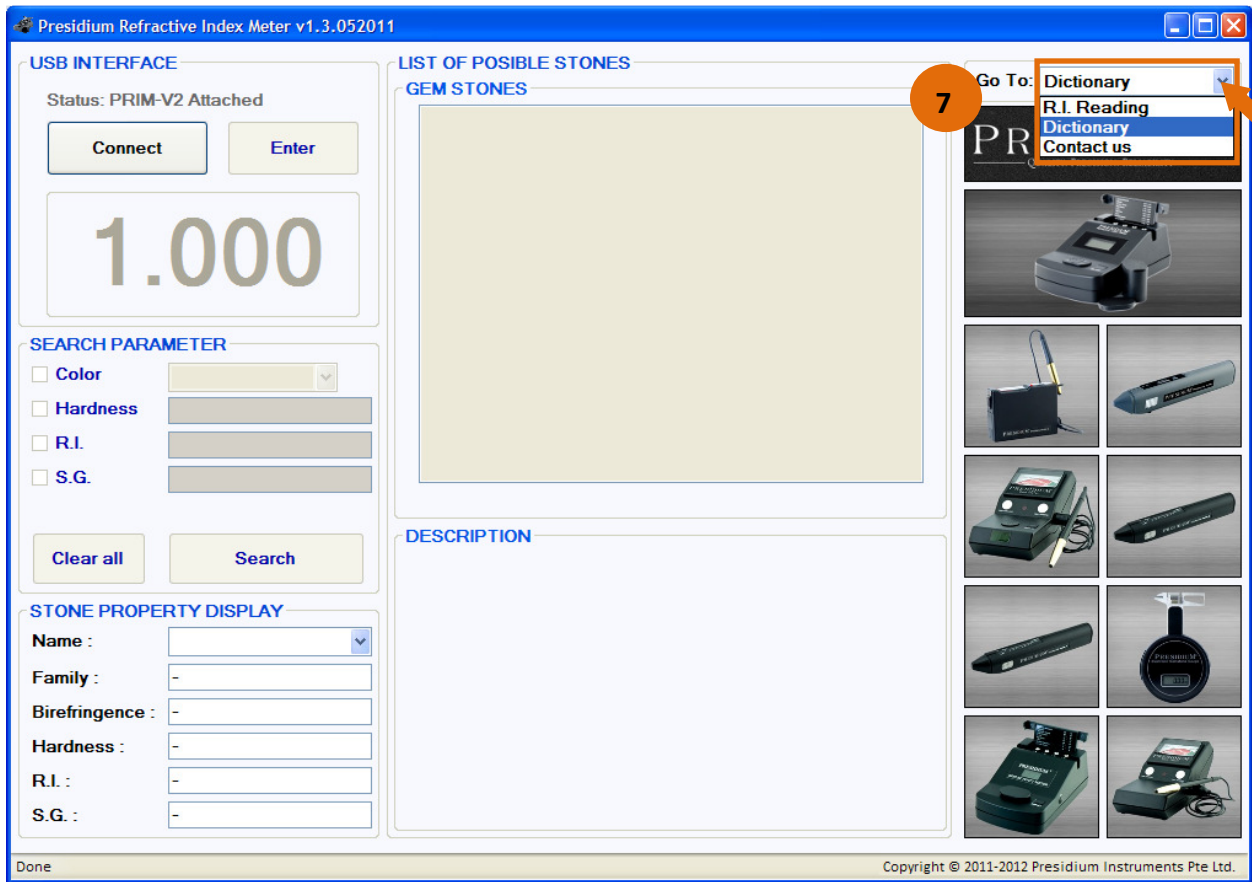 Presidium Refractive Index Meter v1.3.052011
USB INTERFACE
Status: PRIM-V2 Attached
Connect
Enter
1.000
SEARCH PARAMETER
Color
Hardness
R.I.
S.G.
Clear all
Search
STONE PROPERTY DISPLAY
Name :
Family : -
Birefringence : -
Hardness : -
R.I. : -
S.G. : -
LIST OF POSIBLE STONES
GEM STONES
DESCRIPTION
7
Go To: Dictionary
R.I. Reading
Dictionary
Contact us
PR
PRESIDIUM
Done
Copyright © 2011-2012 Presidium Instruments Pte Ltd.